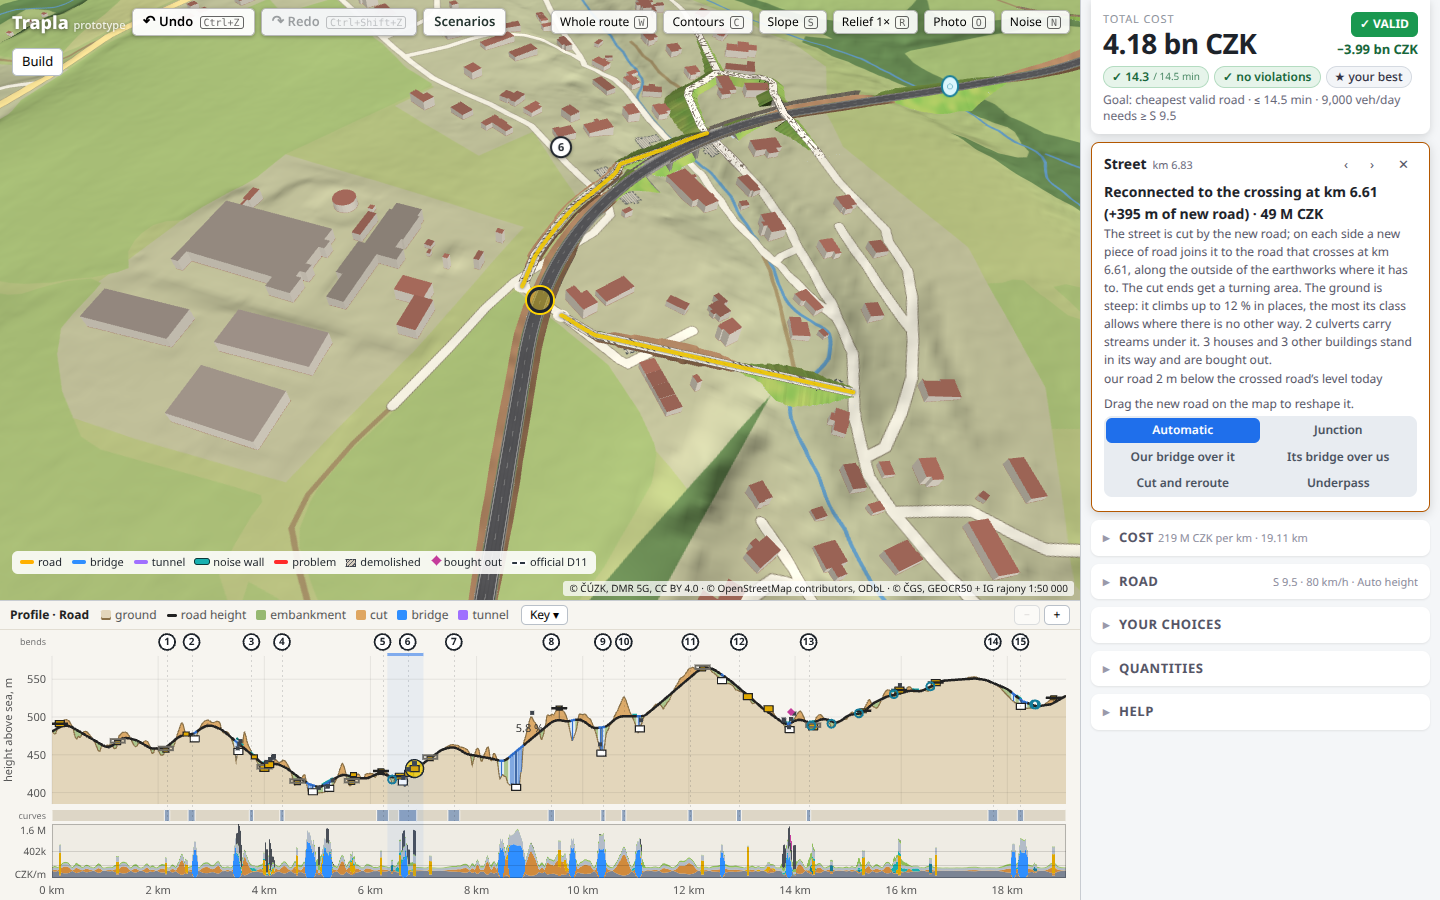 Trapla prototype
↶ Undo Ctrl+Z
↷ Redo Ctrl+Shift+Z
Scenarios
Whole route W
Contours C
Slope S
Relief 1× R
Photo O
Noise N
Build
6
road
bridge
tunnel
noise wall
problem
demolished
bought out
official D11
© ČÚZK, DMR 5G, CC BY 4.0 · © OpenStreetMap contributors, ODbL · © ČGS, GEOCR50 + IG rajony 1:50 000
TOTAL COST
✓ VALID
4.18 bn CZK
−3.99 bn CZK
✓ 14.3 / 14.5 min
✓ no violations
★ your best
Goal: cheapest valid road · ≤ 14.5 min · 9,000 veh/day
needs ≥ S 9.5
Street km 6.83
‹ › ✕
Reconnected to the crossing at km 6.61
(+395 m of new road) · 49 M CZK
The street is cut by the new road; on each side a new
piece of road joins it to the road that crosses at km
6.61, along the outside of the earthworks where it has
to. The cut ends get a turning area. The ground is
steep: it climbs up to 12 % in places, the most its class
allows where there is no other way. 2 culverts carry
streams under it. 3 houses and 3 other buildings stand
in its way and are bought out.
our road 2 m below the crossed road's level today
Drag the new road on the map to reshape it.
Automatic
Junction
Our bridge over it
Its bridge over us
Cut and reroute
Underpass
▸ COST 219 M CZK per km · 19.11 km
▸ ROAD S 9.5 · 80 km/h · Auto height
▸ YOUR CHOICES
▸ QUANTITIES
▸ HELP
Profile · Road
ground
road height
embankment
cut
bridge
tunnel
Key ▾
−
+
bends
1 2 3 4 5 6 7 8 9 10 11 12 13 14 15
height above sea, m
550
500
450
400
5.8 %
curves
1.6 M
402k
CZK/m
0 km 2 km 4 km 6 km 8 km 10 km 12 km 14 km 16 km 18 km